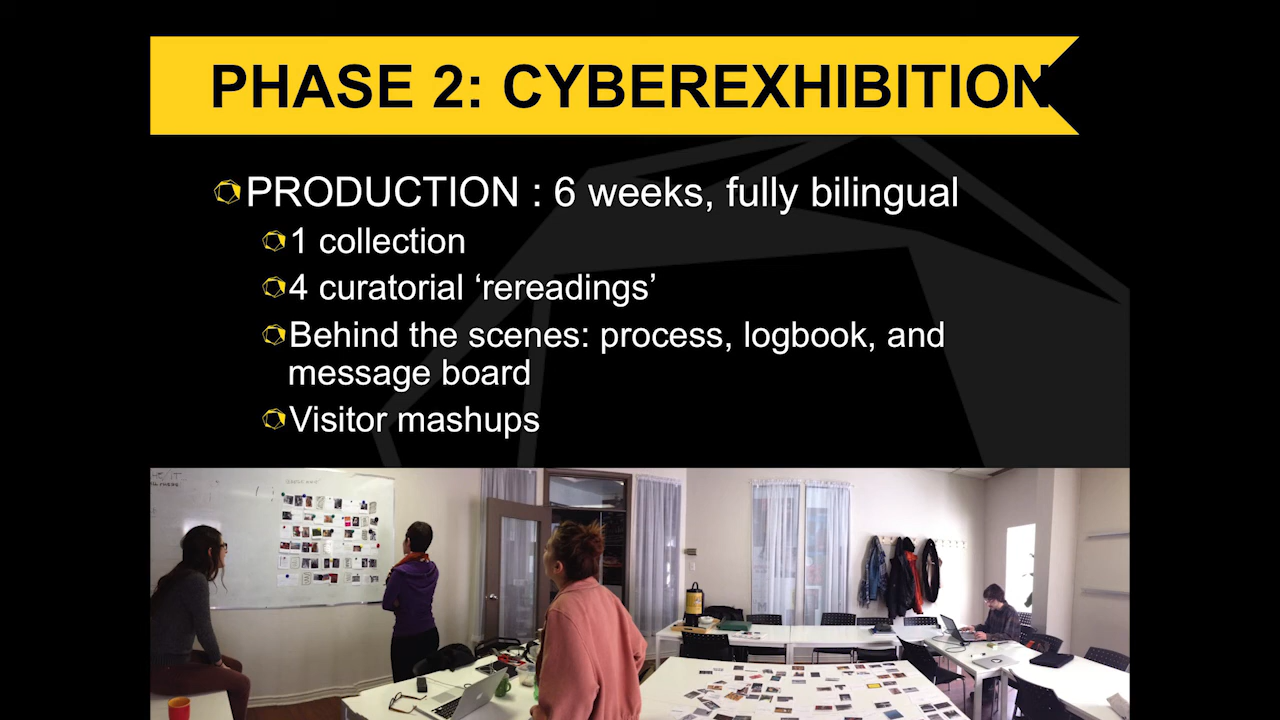 PHASE 2: CYBEREXHIBITION
PRODUCTION : 6 weeks, fully bilingual
1 collection
4 curatorial ‘rereadings’
Behind the scenes: process, logbook, and
message board
Visitor mashups